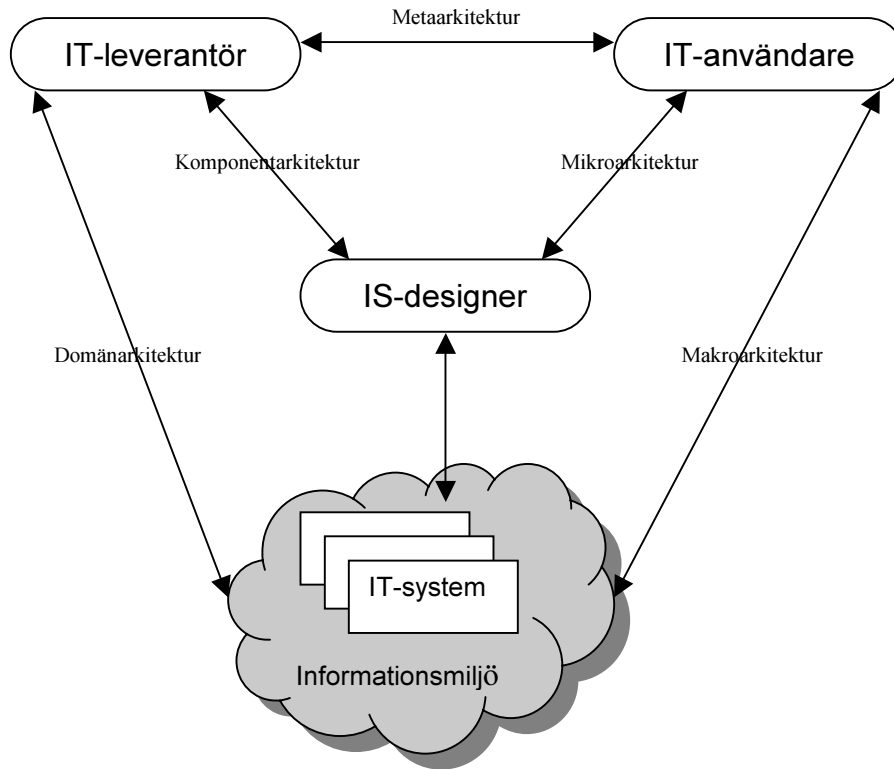 Metaarkitektur
IT-leverantör
IT-användare
Komponentarkitektur
Mikroarkitektur
IS-designer
Domänarkitektur
Makroarkitektur
IT-system
Informationsmiljö